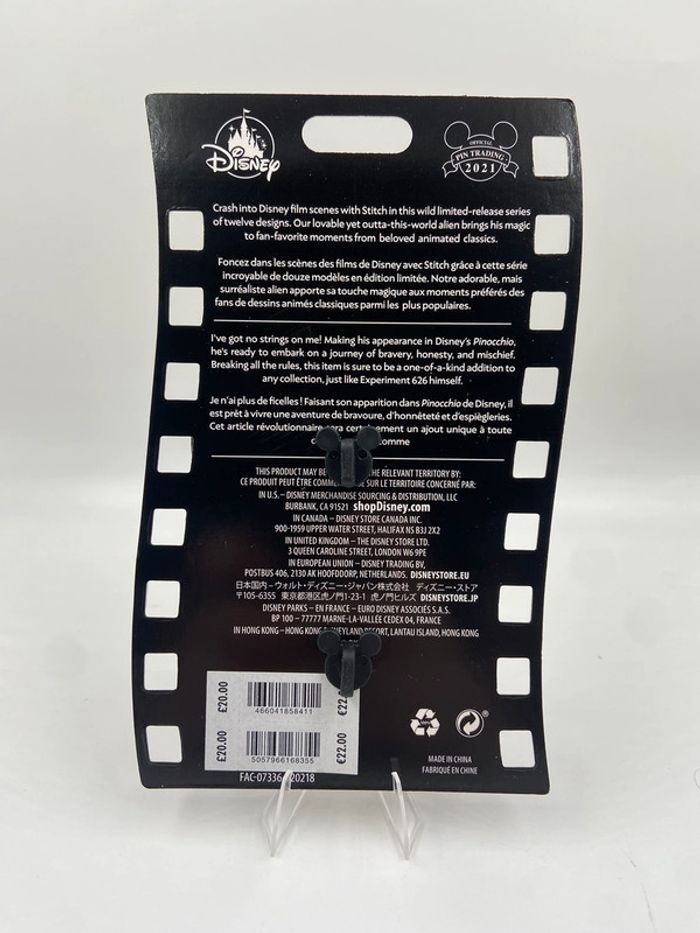 Disney
OFFICIAL
PIN TRADING
2021
Crash into Disney film scenes with Stitch in this wild limited-release series
of twelve designs. Our lovable yet outta-this-world alien brings his magic
to fan-favorite moments from beloved animated classics.
Foncez dans les scènes des films de Disney avec Stitch grâce à cette série
incroyable de douze modèles en édition limitée. Notre adorable, mais
surréaliste alien apporte sa touche magique aux moments préférés des
fans de dessins animés classiques parmi les plus populaires.
I've got no strings on me! Making his appearance in Disney's Pinocchio,
he's ready to embark on a journey of bravery, honesty, and mischief.
Breaking all the rules, this item is sure to be a one-of-a-kind addition to
any collection, just like Experiment 626 himself.
Je n'ai plus de ficelles ! Faisant son apparition dans Pinocchio de Disney, il
est prêt à vivre une aventure de bravoure, d'honnêteté et d'espiègleries.
Cet article révolutionnaire sera certainement un ajout unique à toute
comme
THIS PRODUCT MAY BE THE RELEVANT TERRITORY BY:
CE PRODUIT PEUT ÊTRE COMM SUR LE TERRITOIRE CONCERNÉ PAR:
IN U.S. – DISNEY MERCHANDISE SOURCING & DISTRIBUTION, LLC
BURBANK, CA 91521 shopDisney.com
IN CANADA – DISNEY STORE CANADA INC.
900-1959 UPPER WATER STREET, HALIFAX NS B3J 2X2
IN UNITED KINGDOM – THE DISNEY STORE LTD.
3 QUEEN CAROLINE STREET, LONDON W6 9PE
IN EUROPEAN UNION – DISNEY TRADING BV,
POSTBUS 406, 2130 AK HOOFDDORP, NETHERLANDS. DISNEYSTORE.EU
日本国内 – ウォルト・ディズニー・ジャパン株式会社 ディズニー・ストア
〒105-6355 東京都港区虎ノ門1-23-1 虎ノ門ヒルズ DISNEYSTORE.JP
DISNEY PARKS – EN FRANCE – EURO DISNEY ASSOCIÉS S.A.S.
BP 100 – 77777 MARNE-LA-VALLÉE CEDEX 04, FRANCE
IN HONG KONG – HONG KONG DISNEYLAND RESORT, LANTAU ISLAND, HONG KONG
£20.00
466041858411
€22
£20.00
5057966168355
€22.00
MADE IN CHINA
FABRIQUÉ EN CHINE
FAC-07336 20218